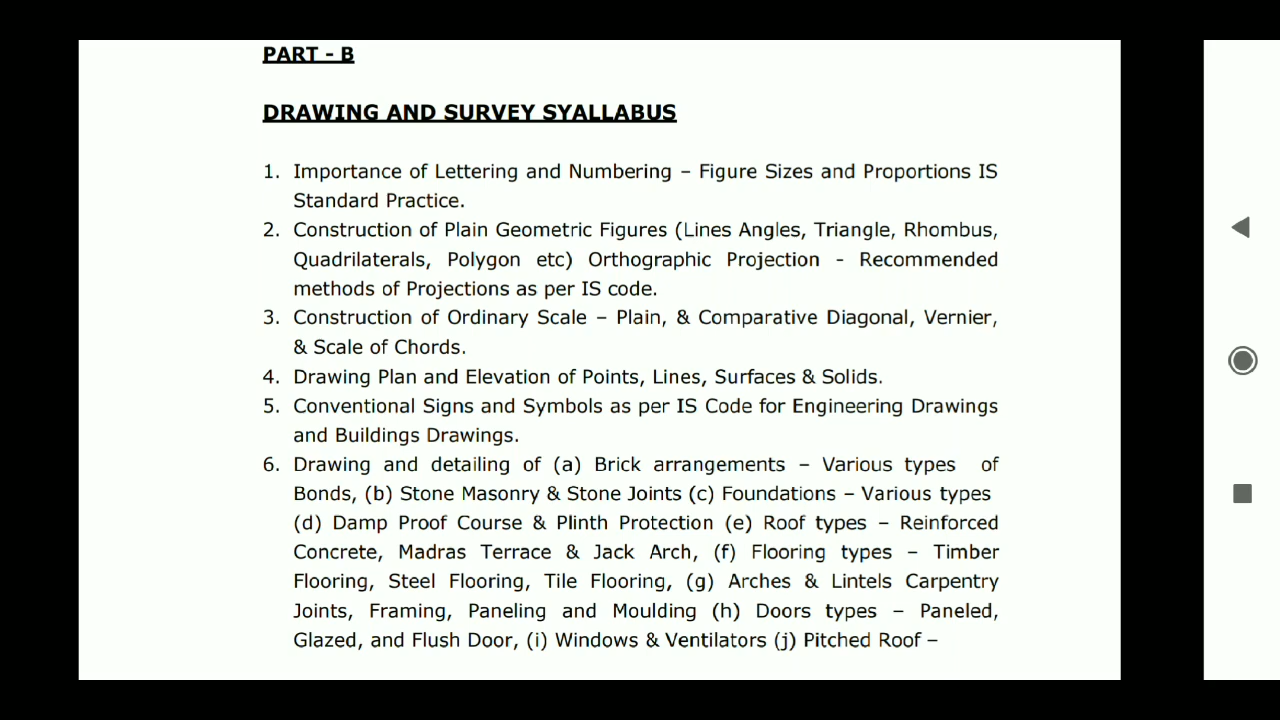 PART - B
DRAWING AND SURVEY SYALLABUS
1. Importance of Lettering and Numbering – Figure Sizes and Proportions IS
Standard Practice.
2. Construction of Plain Geometric Figures (Lines Angles, Triangle, Rhombus,
Quadrilaterals, Polygon etc) Orthographic Projection - Recommended
methods of Projections as per IS code.
3. Construction of Ordinary Scale – Plain, & Comparative Diagonal, Vernier,
& Scale of Chords.
4. Drawing Plan and Elevation of Points, Lines, Surfaces & Solids.
5. Conventional Signs and Symbols as per IS Code for Engineering Drawings
and Buildings Drawings.
6. Drawing and detailing of (a) Brick arrangements – Various types of
Bonds, (b) Stone Masonry & Stone Joints (c) Foundations – Various types
(d) Damp Proof Course & Plinth Protection (e) Roof types – Reinforced
Concrete, Madras Terrace & Jack Arch, (f) Flooring types – Timber
Flooring, Steel Flooring, Tile Flooring, (g) Arches & Lintels Carpentry
Joints, Framing, Paneling and Moulding (h) Doors types – Paneled,
Glazed, and Flush Door, (i) Windows & Ventilators (j) Pitched Roof –